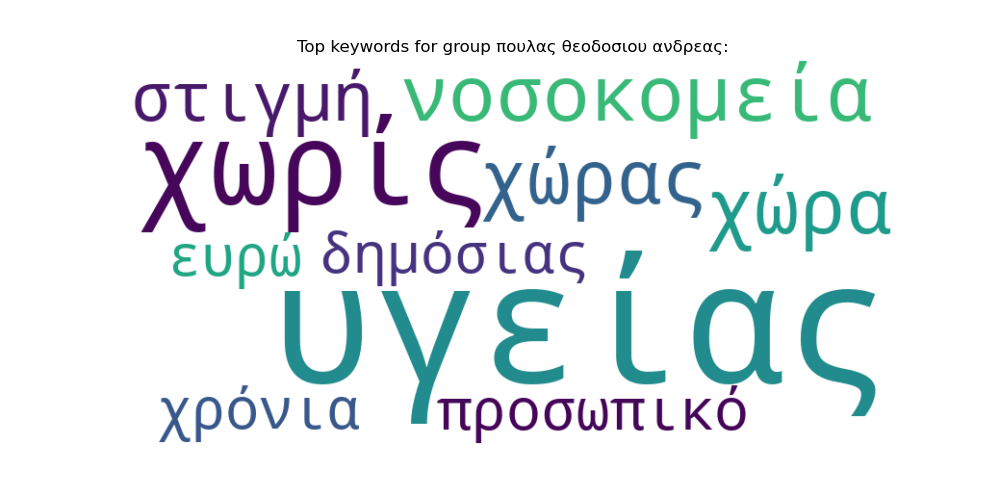 Top keywords for group πουλας θεοδοσιου ανδρεας:
στιγμή νοσοκομεία
χωρίς χώρας χώρα
ευρώ δημόσιας
υγείας
χρόνια προσωπικό